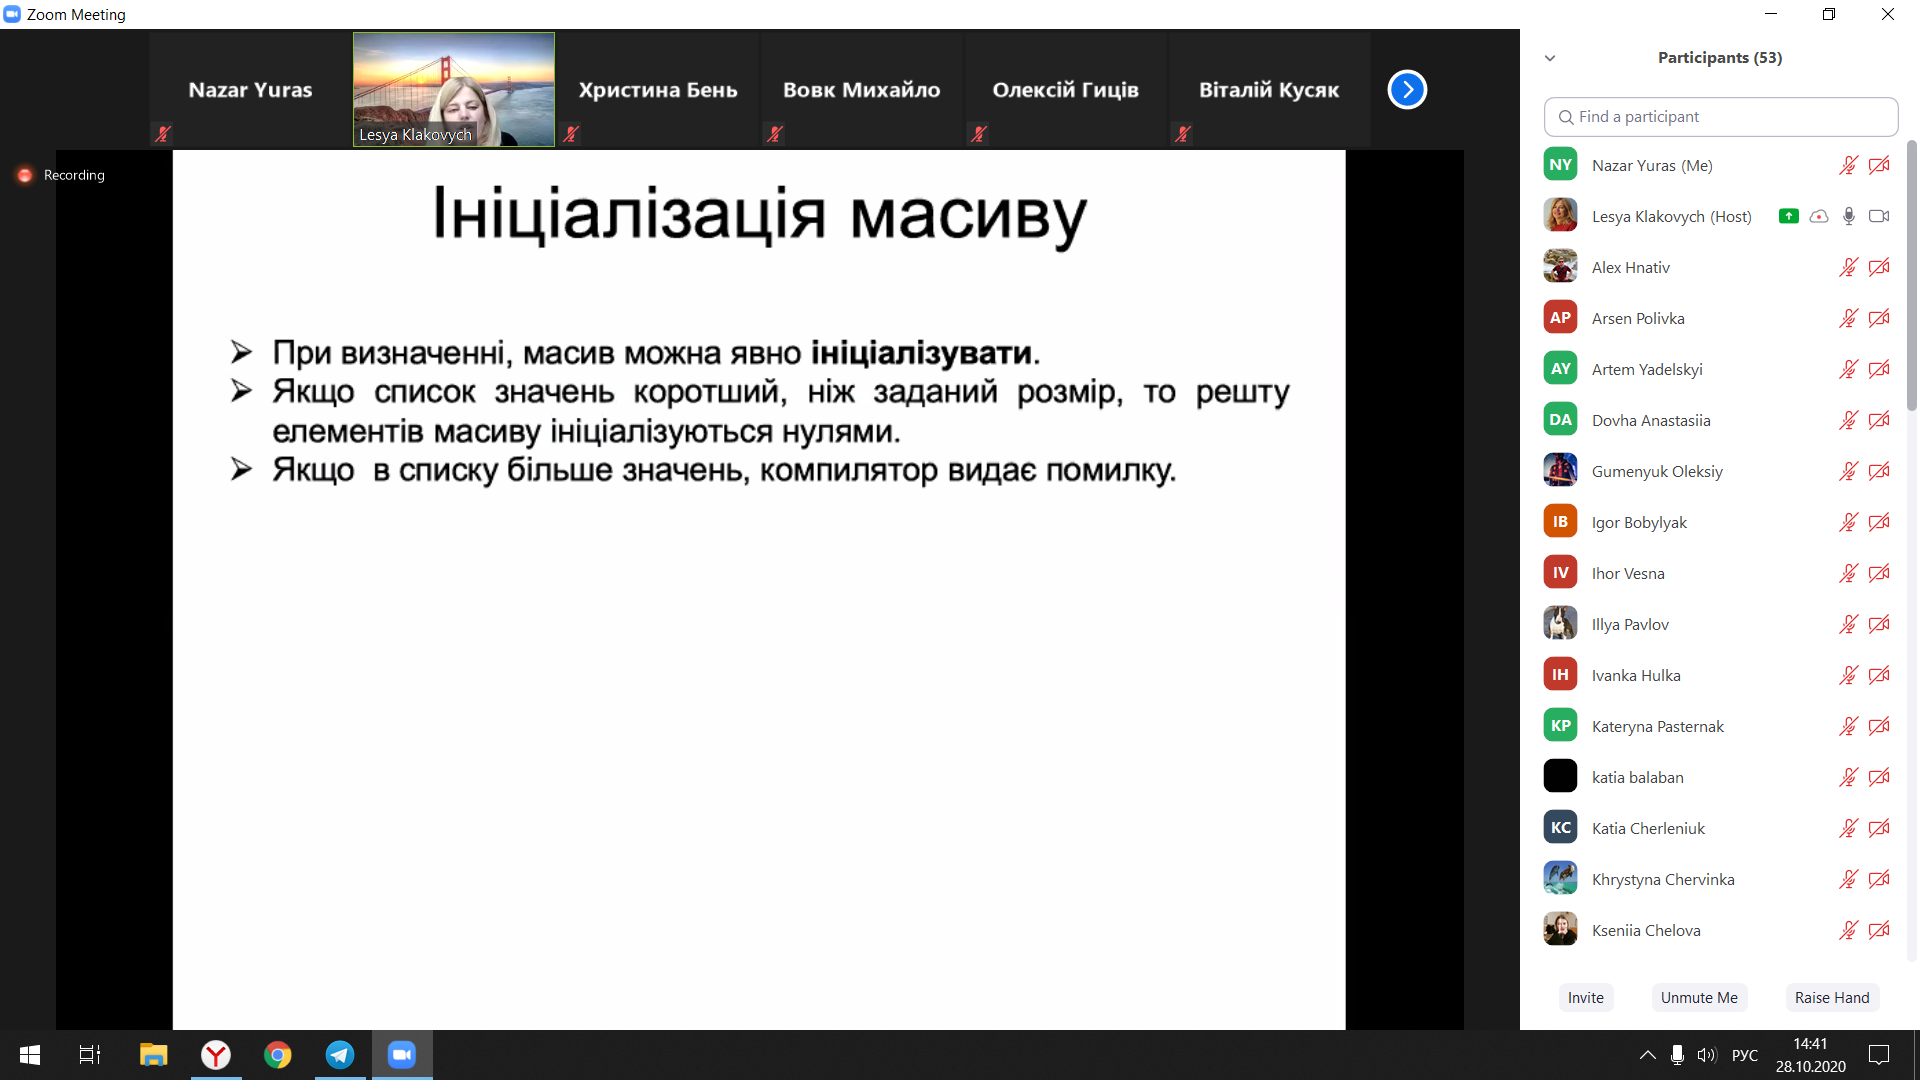 Zoom Meeting
Nazar Yuras
Lesya Klakovych
Христина Бень
Вовк Михайло
Олексій Гиців
Віталій Кусяк
Recording
Ініціалізація масиву
При визначенні, масив можна явно ініціалізувати.
Якщо список значень коротший, ніж заданий розмір, то решту
елементів масиву ініціалізуються нулями.
Якщо в списку більше значень, компилятор видає помилку.
Participants (53)
Find a participant
NY Nazar Yuras (Me)
Lesya Klakovych (Host)
Alex Hnativ
AP Arsen Polivka
AY Artem Yadelskyi
DA Dovha Anastasiia
Gumenyuk Oleksiy
IB Igor Bobylyak
IV Ihor Vesna
Illya Pavlov
IH Ivanka Hulka
KP Kateryna Pasternak
katia balaban
KC Katia Cherleniuk
Khrystyna Chervinka
Kseniia Chelova
Invite Unmute Me Raise Hand
РУС
14:41
28.10.2020